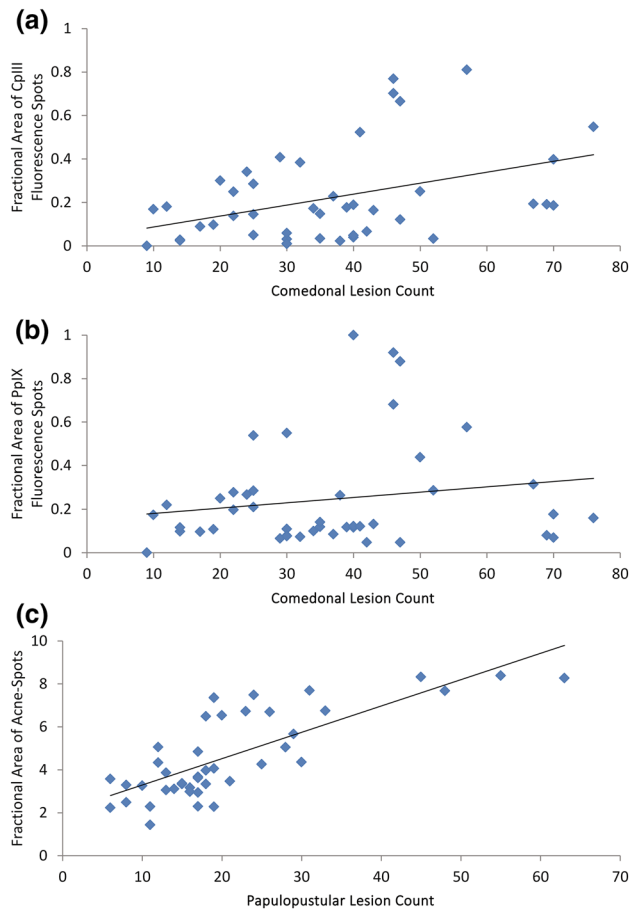 (a)
1
0.8
0.6
0.4
0.2
0
Fractional Area of CpIII
Fluorescence Spots
0 10 20 30 40 50 60 70 80
Comedonal Lesion Count
(b)
1
0.8
0.6
0.4
0.2
0
Fractional Area of PpIX
Fluorescence Spots
0 10 20 30 40 50 60 70 80
Comedonal Lesion Count
(c)
10
8
6
4
2
0
Fractional Area of Acne-Spots
0 10 20 30 40 50 60 70
Papulopustular Lesion Count